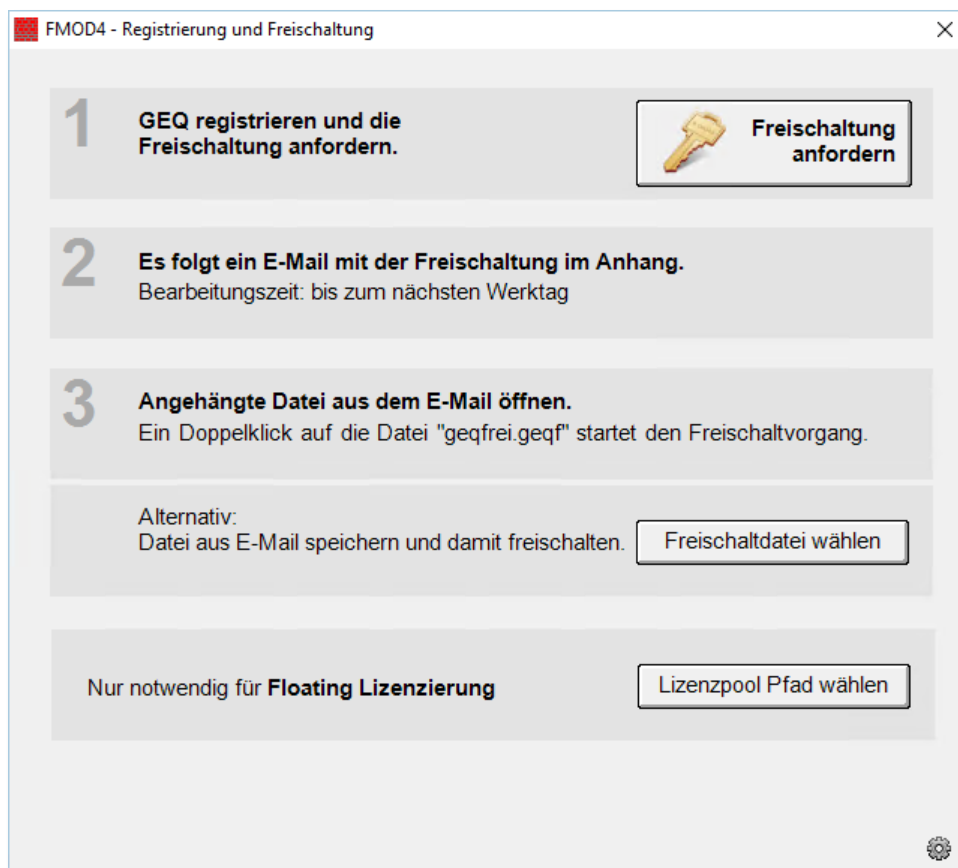 FMOD4 - Registrierung und Freischaltung
1
GEQ registrieren und die
Freischaltung anfordern.
Freischaltung
anfordern
2
Es folgt ein E-Mail mit der Freischaltung im Anhang.
Bearbeitungszeit: bis zum nächsten Werktag
3
Angehängte Datei aus dem E-Mail öffnen.
Ein Doppelklick auf die Datei "geqfrei.geqf" startet den Freischaltvorgang.
Alternativ:
Datei aus E-Mail speichern und damit freischalten.
Freischaltdatei wählen
Nur notwendig für Floating Lizenzierung
Lizenzpool Pfad wählen